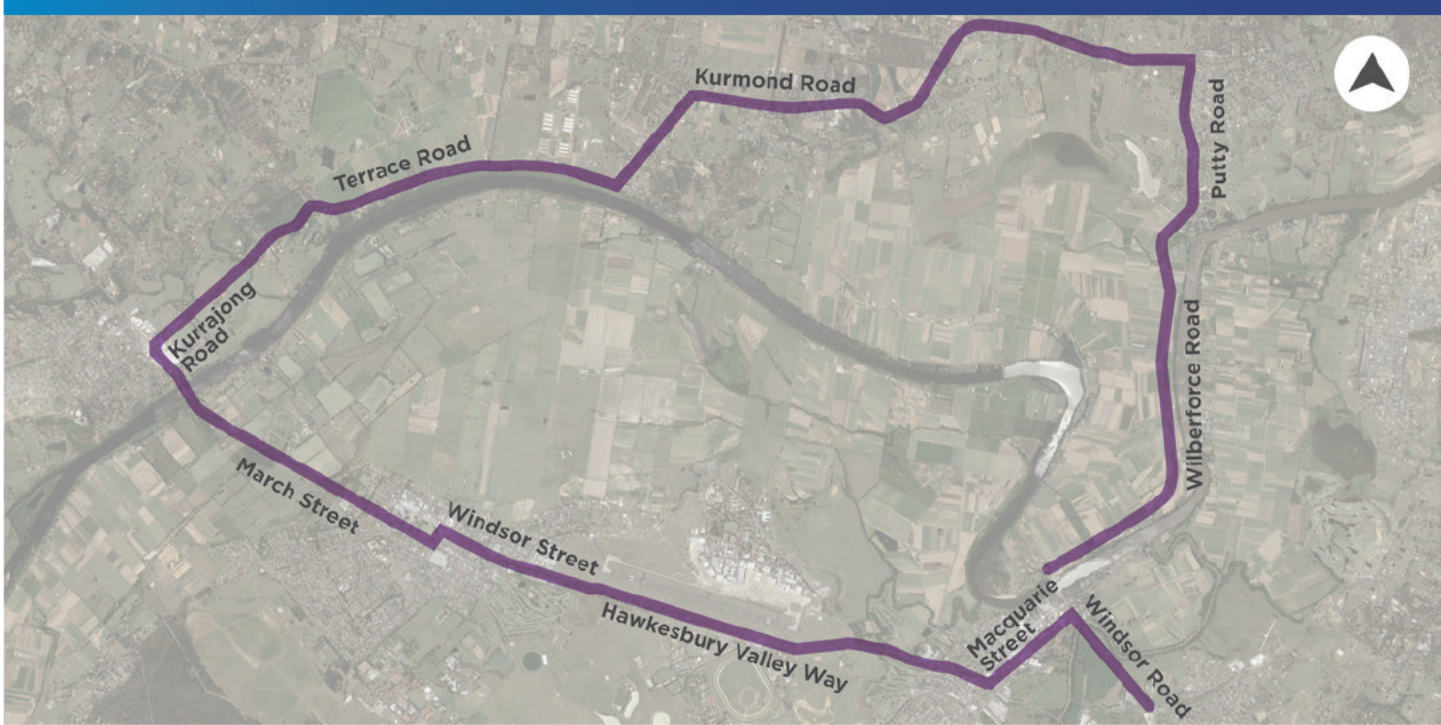 Kurmond Road
Terrace Road
Putty Road
Kurrajong
Road
Wilberforce Road
March Street
Windsor Street
Hawkesbury Valley Way
Macquarie
Street
Windsor Road